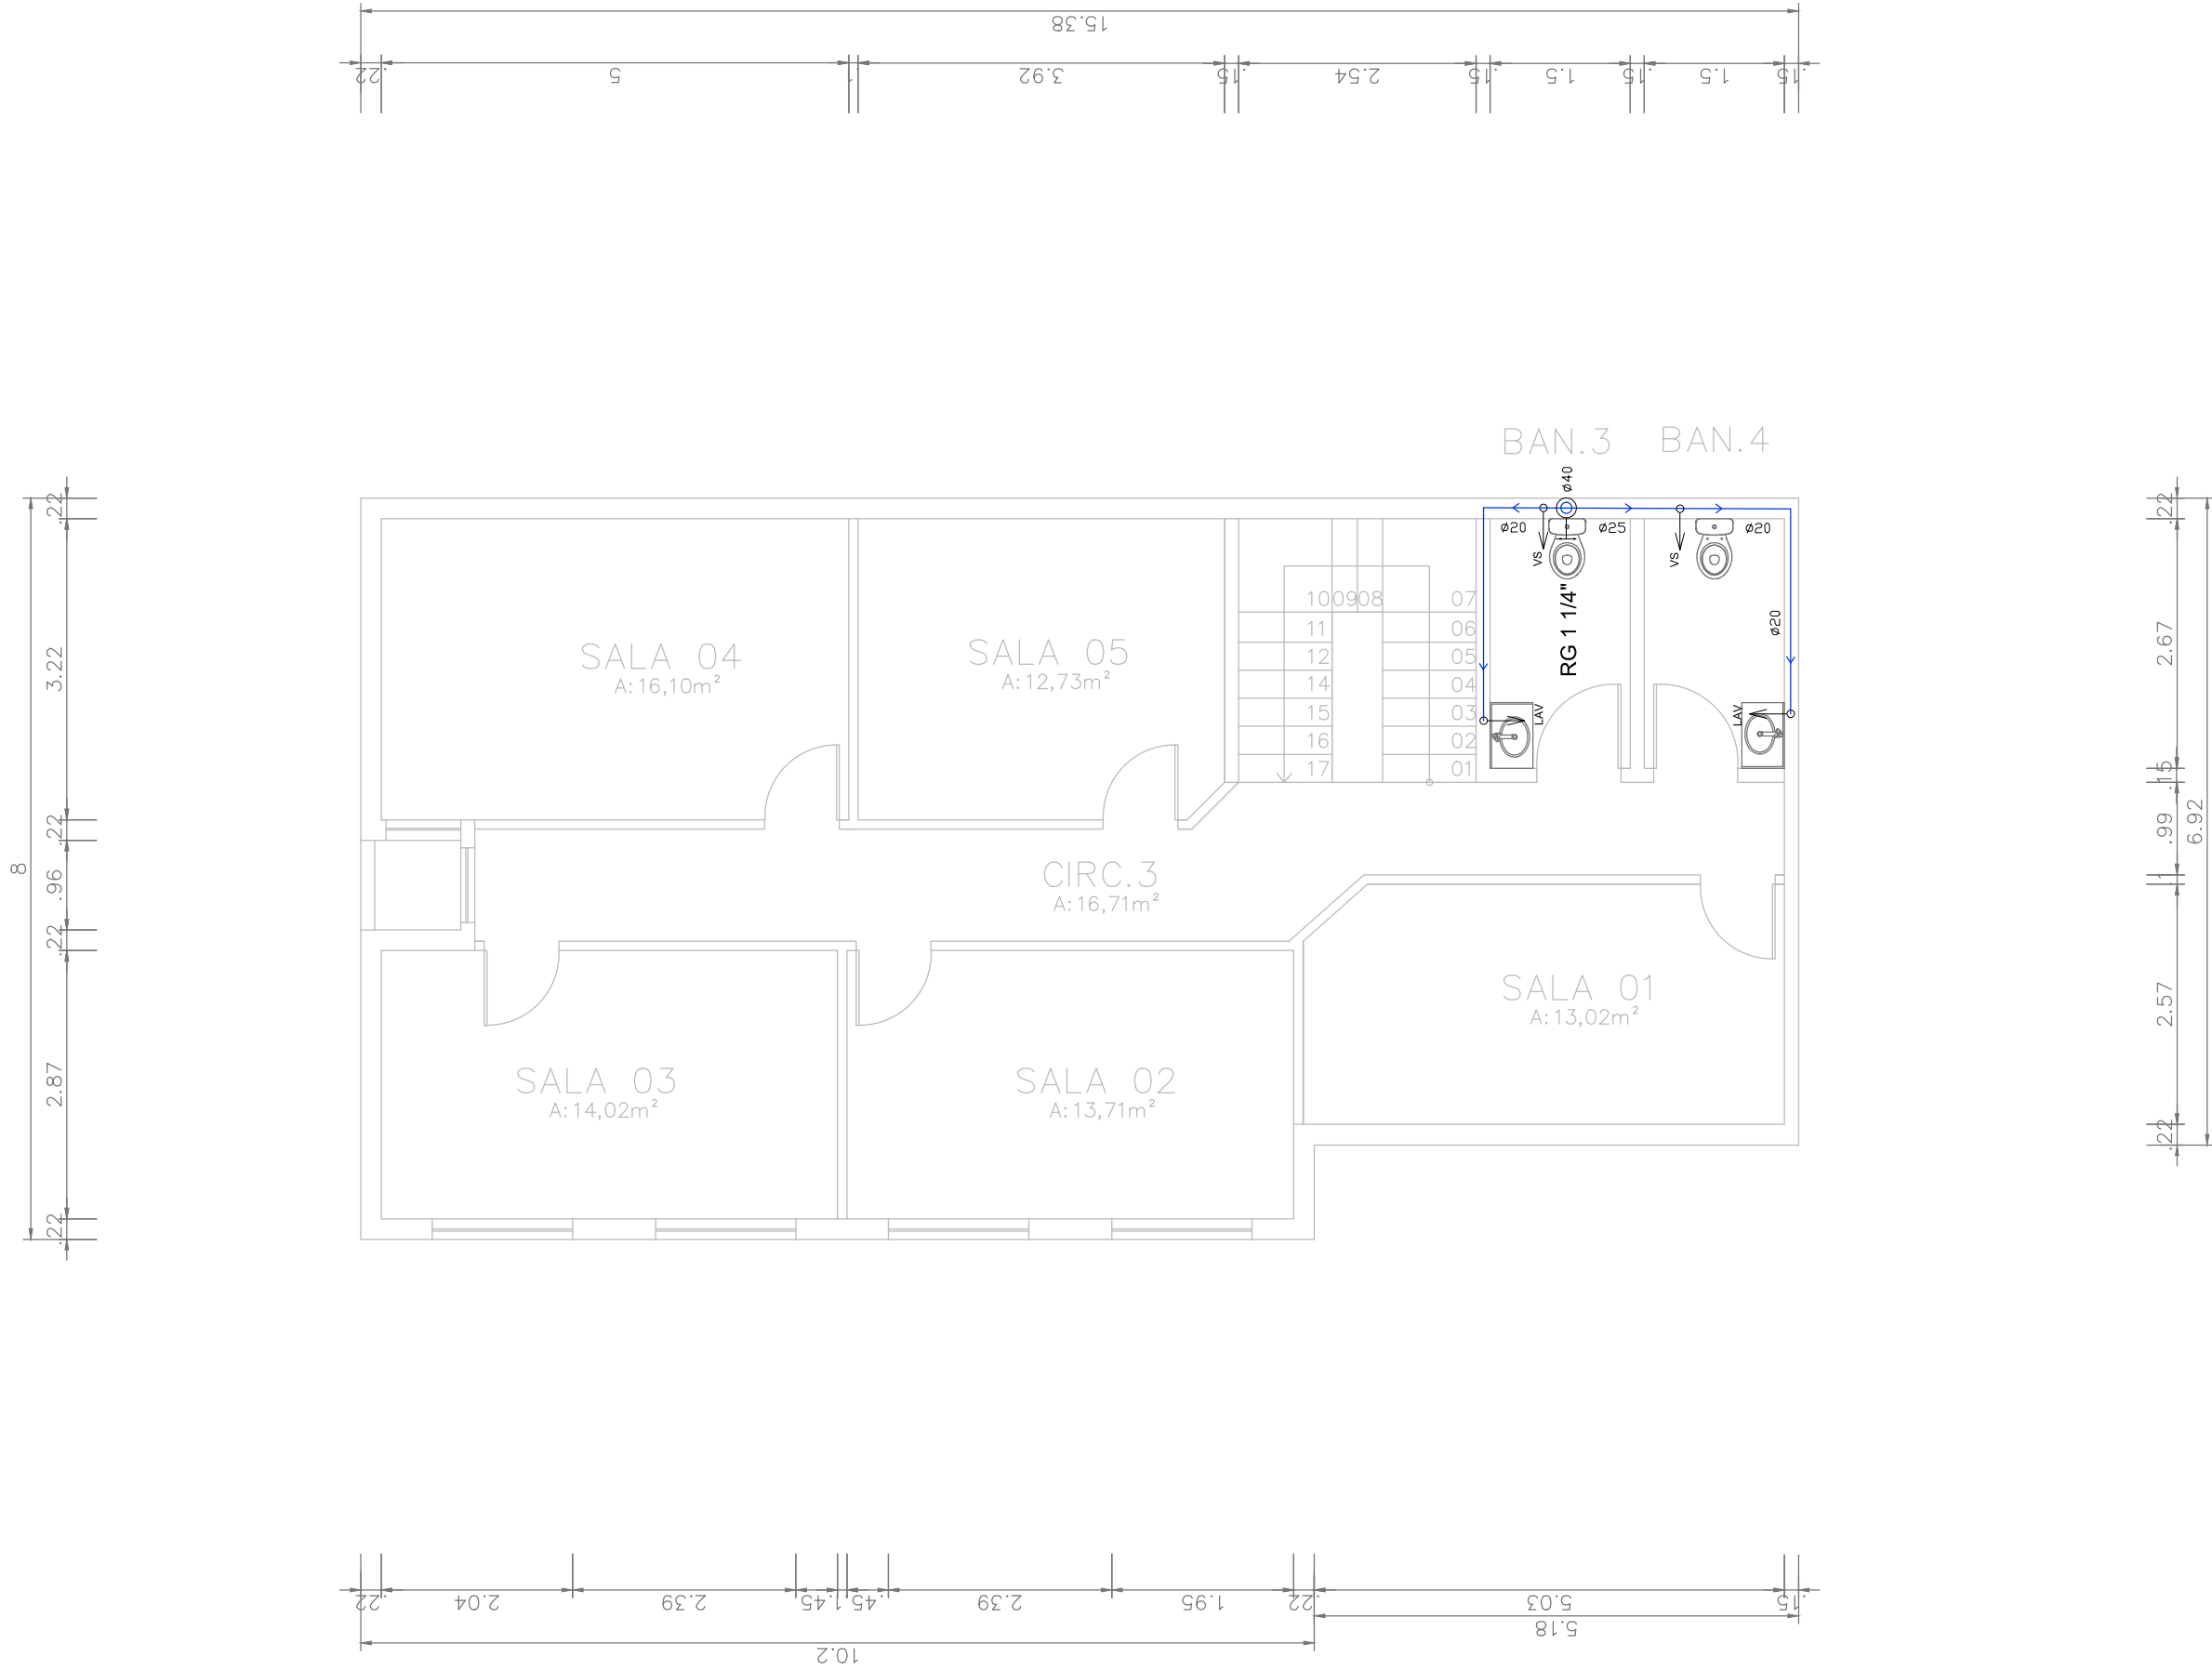 15.38
.22
5
.1
3.92
.15
2.54
.15
1.5
.15
1.5
.15
BAN.3
BAN.4
ø40
ø20
ø25
ø20
VS
VS
RG 1 1/4"
ø20
LAV
LAV
SALA 04
A:16,10m²
SALA 05
A:12,73m²
10 09 08
07
11
06
12
05
14
04
15
03
16
02
17
01
CIRC.3
A:16,71m²
SALA 01
A:13,02m²
SALA 03
A:14,02m²
SALA 02
A:13,71m²
8
.22
3.22
.22
.96
.22
2.87
.22
.22
2.67
.15
.99
.1
2.57
.22
6.92
.22
2.04
2.39
1.45
.45
2.39
1.95
.22
5.03
.15
5.18
10.2